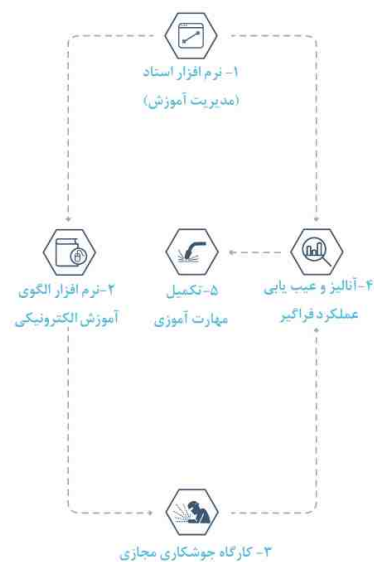 ۱- نرم افزار استاد
(مدیریت آموزش)
۲-نرم افزار الگوی
آموزش الکترونیکی
۵-تکمیل
مهارت آموزی
۴-آنالیز و عیب یابی
عملکرد فراگیر
۳- کارگاه جوشکاری مجازی